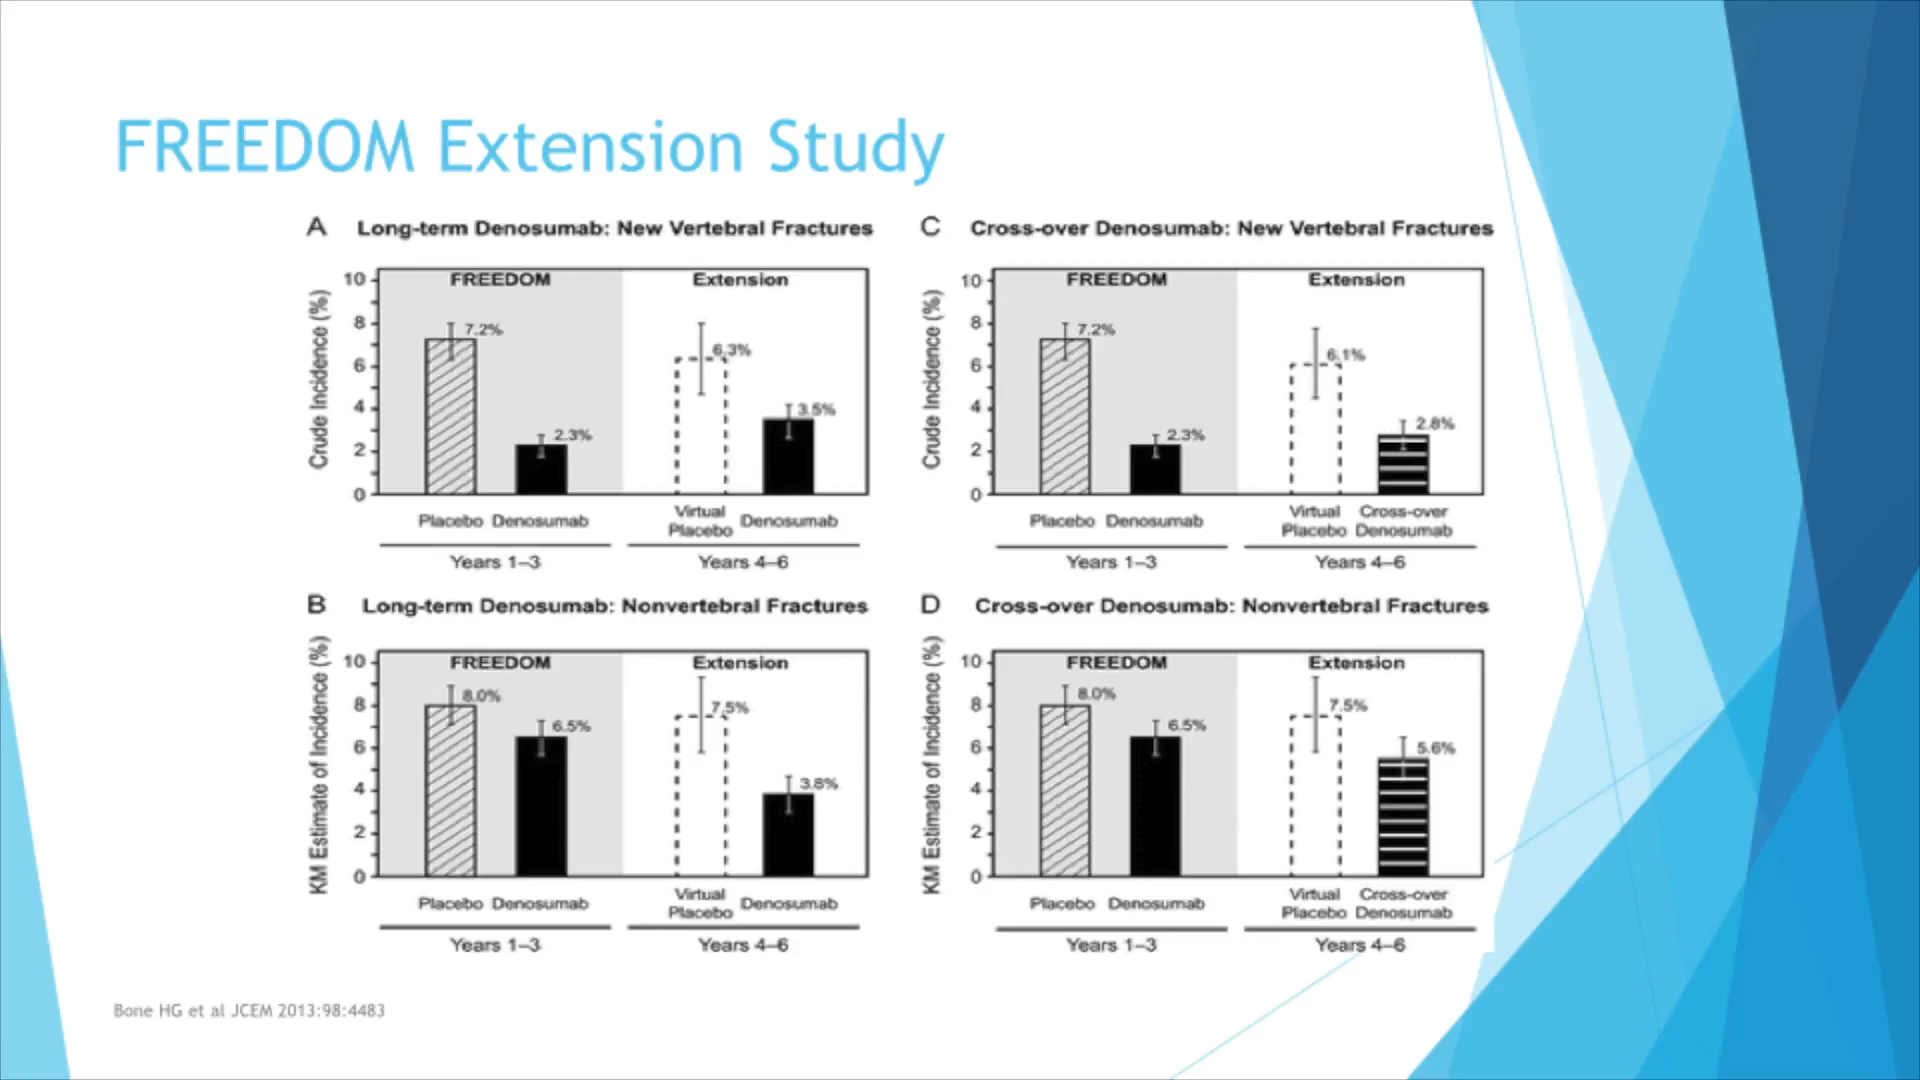 FREEDOM Extension Study
A Long-term Denosumab: New Vertebral Fractures
Crude Incidence (%)
10
8
6
4
2
0
FREEDOM Extension
7.2%
2.3%
6.3%
3.5%
Placebo Denosumab Virtual Placebo Denosumab
Years 1–3 Years 4–6
C Cross-over Denosumab: New Vertebral Fractures
Crude Incidence (%)
10
8
6
4
2
0
FREEDOM Extension
7.2%
2.3%
6.1%
2.8%
Placebo Denosumab Virtual Placebo Cross-over Denosumab
Years 1–3 Years 4–6
B Long-term Denosumab: Nonvertebral Fractures
KM Estimate of Incidence (%)
10
8
6
4
2
0
FREEDOM Extension
8.0%
6.5%
7.5%
3.8%
Placebo Denosumab Virtual Placebo Denosumab
Years 1–3 Years 4–6
D Cross-over Denosumab: Nonvertebral Fractures
KM Estimate of Incidence (%)
10
8
6
4
2
0
FREEDOM Extension
8.0%
6.5%
7.5%
5.6%
Placebo Denosumab Virtual Placebo Cross-over Denosumab
Years 1–3 Years 4–6
Bone HG et al JCEM 2013:98:4483